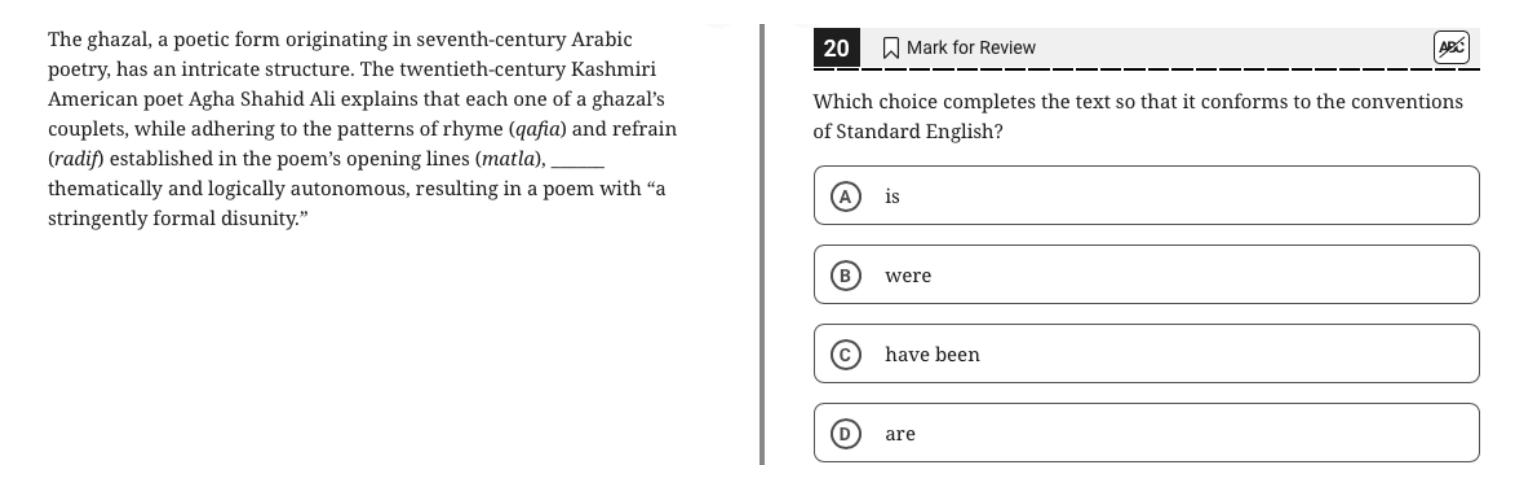 The ghazal, a poetic form originating in seventh-century Arabic
poetry, has an intricate structure. The twentieth-century Kashmiri
American poet Agha Shahid Ali explains that each one of a ghazal’s
couplets, while adhering to the patterns of rhyme (qafia) and refrain
(radif) established in the poem’s opening lines (matla), ______
thematically and logically autonomous, resulting in a poem with “a
stringently formal disunity.”
20 Mark for Review ABC
Which choice completes the text so that it conforms to the conventions
of Standard English?
A is
B were
C have been
D are